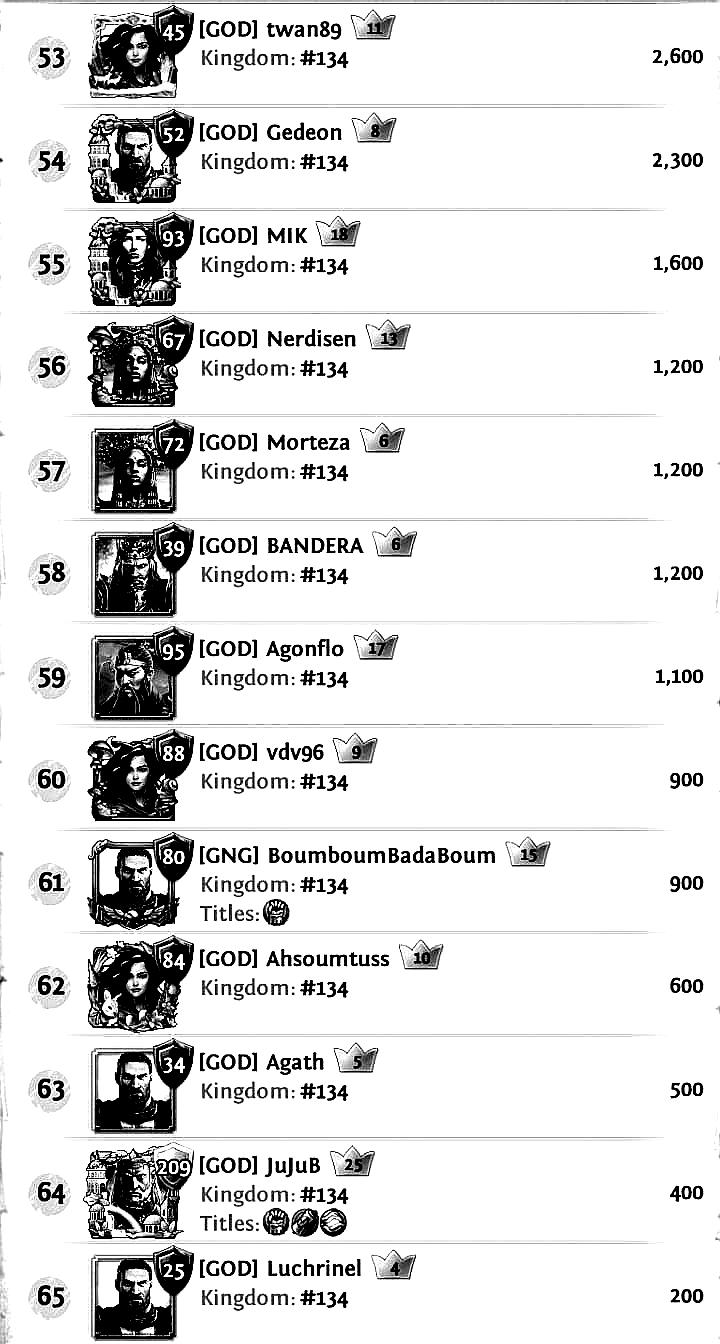 53 45 [GOD] twan89 11
Kingdom: #134 2,600
54 52 [GOD] Gedeon 8
Kingdom: #134 2,300
55 93 [GOD] MIK 18
Kingdom: #134 1,600
56 67 [GOD] Nerdisen 13
Kingdom: #134 1,200
57 72 [GOD] Morteza 6
Kingdom: #134 1,200
58 39 [GOD] BANDERA 6
Kingdom: #134 1,200
59 95 [GOD] Agonflo 17
Kingdom: #134 1,100
60 88 [GOD] vdv96 9
Kingdom: #134 900
61 80 [GNG] BoumboumBadaBoum 15
Kingdom: #134 900
Titles:
62 84 [GOD] Ahsoumtuss 10
Kingdom: #134 600
63 34 [GOD] Agath 5
Kingdom: #134 500
64 209 [GOD] JuJuB 25
Kingdom: #134 400
Titles:
65 25 [GOD] Luchrinel 4
Kingdom: #134 200